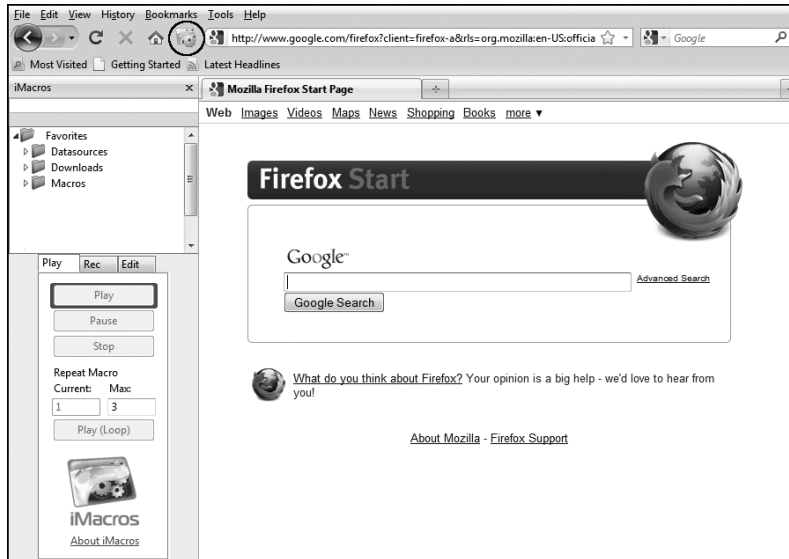 File Edit View History Bookmarks Tools Help
http://www.google.com/firefox?client=firefox-a&rls=org.mozilla:en-US:officia Google
Most Visited Getting Started Latest Headlines
iMacros x Mozilla Firefox Start Page
Web Images Videos Maps News Shopping Books more ▼
Favorites
Datasources
Downloads
Macros
Firefox Start
Play Rec Edit
Play
Pause
Stop
Repeat Macro
Current: Max:
1 3
Play (Loop)
iMacros
About iMacros
Google™
Advanced Search
Google Search
What do you think about Firefox? Your opinion is a big help - we'd love to hear from
you!
About Mozilla - Firefox Support